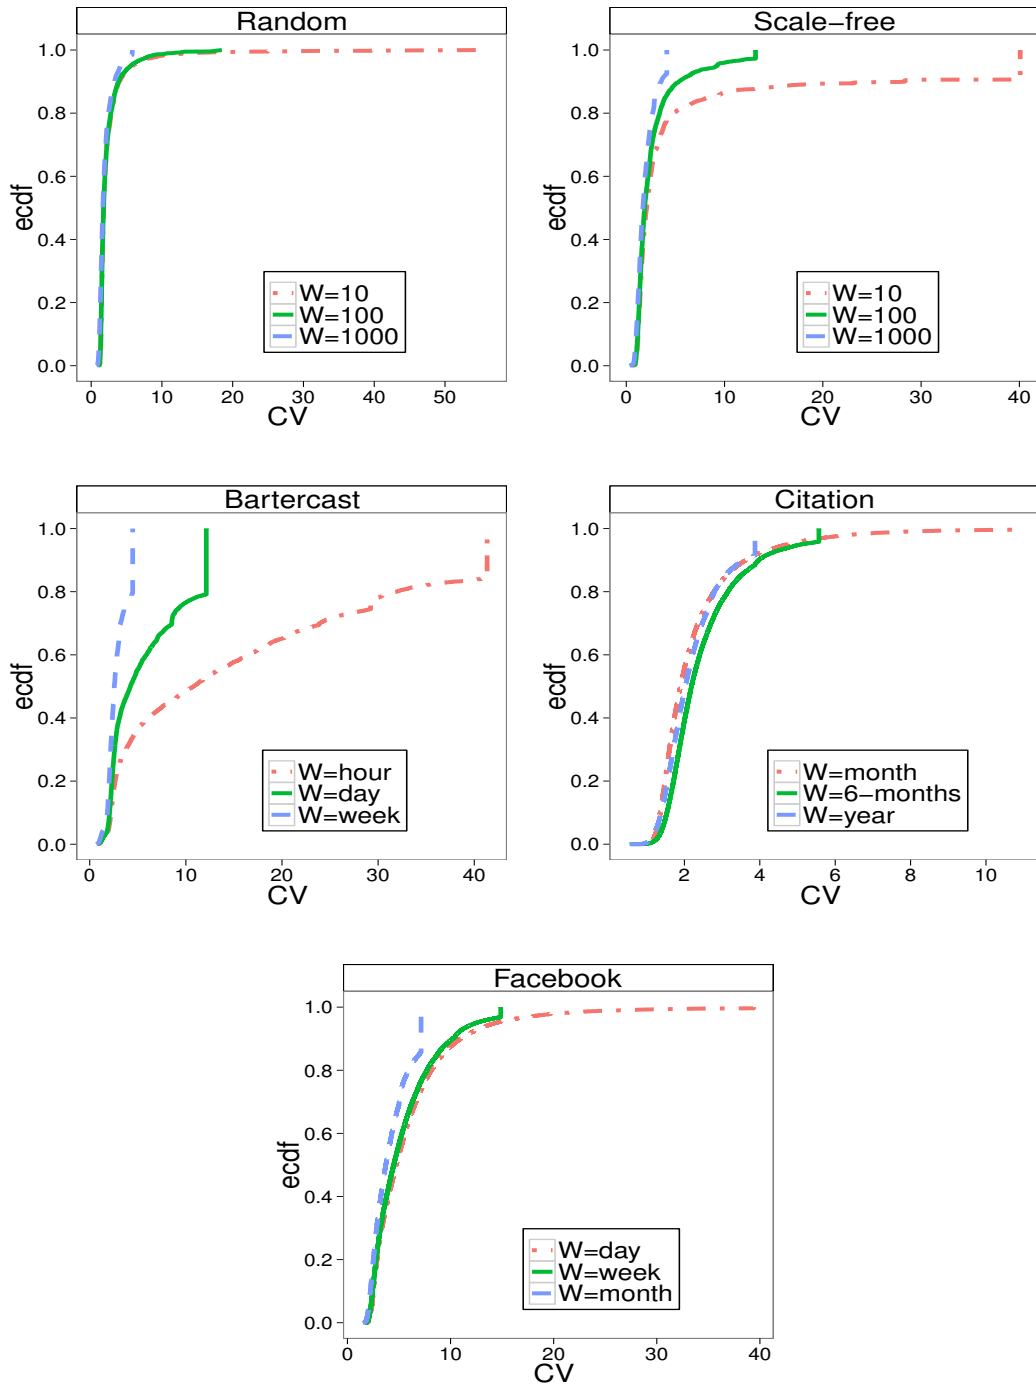 Random
1.0
0.8
0.6
0.4
0.2
0.0
ecdf
W=10
W=100
W=1000
0 10 20 30 40 50
CV
Scale−free
1.0
0.8
0.6
0.4
0.2
0.0
ecdf
W=10
W=100
W=1000
0 10 20 30 40
CV
Bartercast
1.0
0.8
0.6
0.4
0.2
0.0
ecdf
W=hour
W=day
W=week
0 10 20 30 40
CV
Citation
1.0
0.8
0.6
0.4
0.2
0.0
ecdf
W=month
W=6−months
W=year
2 4 6 8 10
CV
Facebook
1.0
0.8
0.6
0.4
0.2
0.0
ecdf
W=day
W=week
W=month
0 10 20 30 40
CV